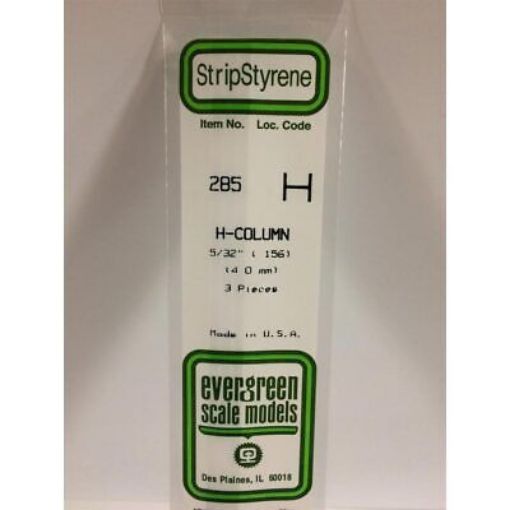 StripStyrene
Item No. Loc. Code
285 H
H-COLUMN
5/32" ( 156)
(4 0 mm)
3 Pieces
Made in U.S.A.
evergreen
scale models
Des Plaines, IL 60018